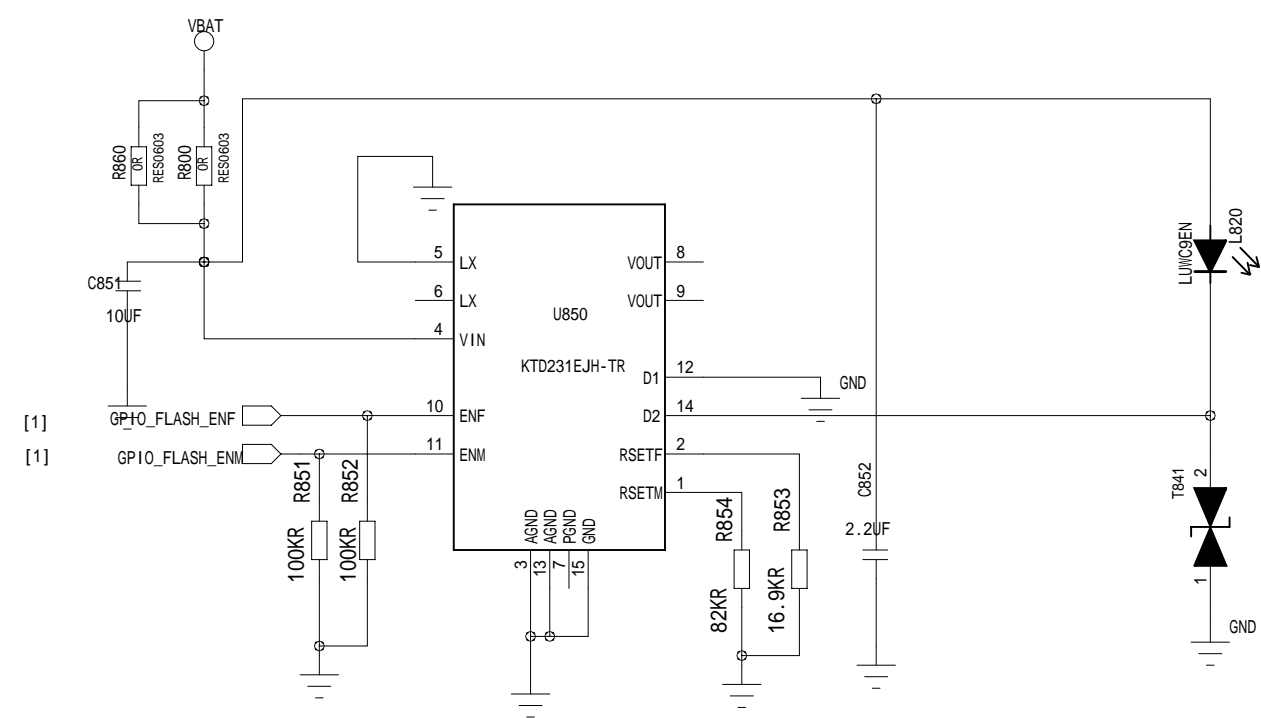 VBAT
R860
0R
RES0603
R800
0R
RES0603
C851
10UF
5
LX
6
LX
4
VIN
10
ENF
11
ENM
U850
KTD231EJH-TR
VOUT
8
VOUT
9
D1
12
D2
14
RSETF
2
RSETM
1
GND
[1]
GPIO_FLASH_ENF
[1]
GPIO_FLASH_ENM
R851
100KR
R852
100KR
AGND
AGND
PGND
GND
3
13
7
15
R854
82KR
R853
16.9KR
C852
2.2UF
LUWC9EN
L820
T841
2
1
GND